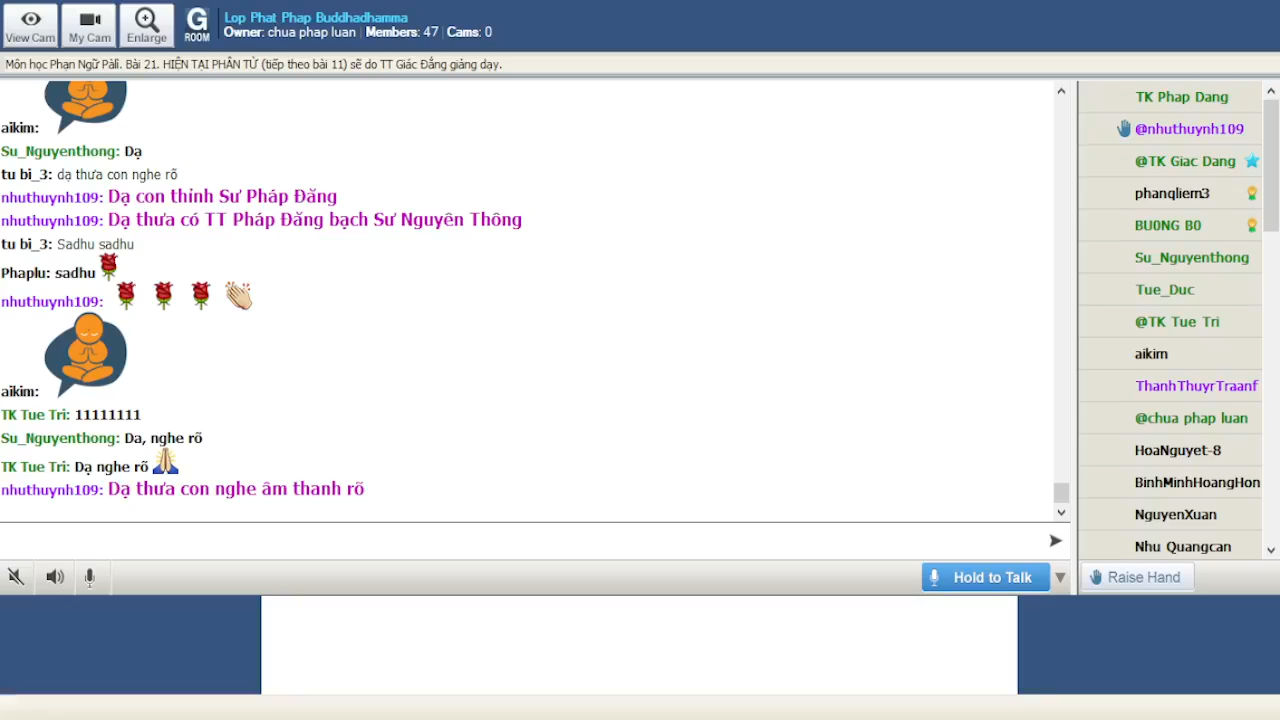 View Cam
My Cam
Enlarge
G
ROOM
Lop Phat Phap Buddhadhamma
Owner: chua phap luan | Members: 47 | Cams: 0
Môn học Phạn Ngữ Pāli. Bài 21. HIỆN TẠI PHÂN TỪ (tiếp theo bài 11) sẽ do TT Giác Đẳng giảng dạy.
aikim:
Su_Nguyenthong: Dạ
tu bi_3: dạ thưa con nghe rõ
nhuthuynh109: Dạ con thỉnh Sư Pháp Đăng
nhuthuynh109: Dạ thưa có TT Pháp Đăng bạch Sư Nguyên Thông
tu bi_3: Sadhu sadhu
Phaplu: sadhu
nhuthuynh109:
aikim:
TK Tue Tri: 11111111
Su_Nguyenthong: Da, nghe rõ
TK Tue Tri: Dạ nghe rõ
nhuthuynh109: Dạ thưa con nghe âm thanh rõ
Hold to Talk
TK Phap Dang
@nhuthuynh109
@TK Giac Dang
phanqliem3
BU0NG B0
Su_Nguyenthong
Tue_Duc
@TK Tue Tri
aikim
ThanhThuyrTraanf
@chua phap luan
HoaNguyet-8
BinhMinhHoangHon
NguyenXuan
Nhu Quangcan
Raise Hand